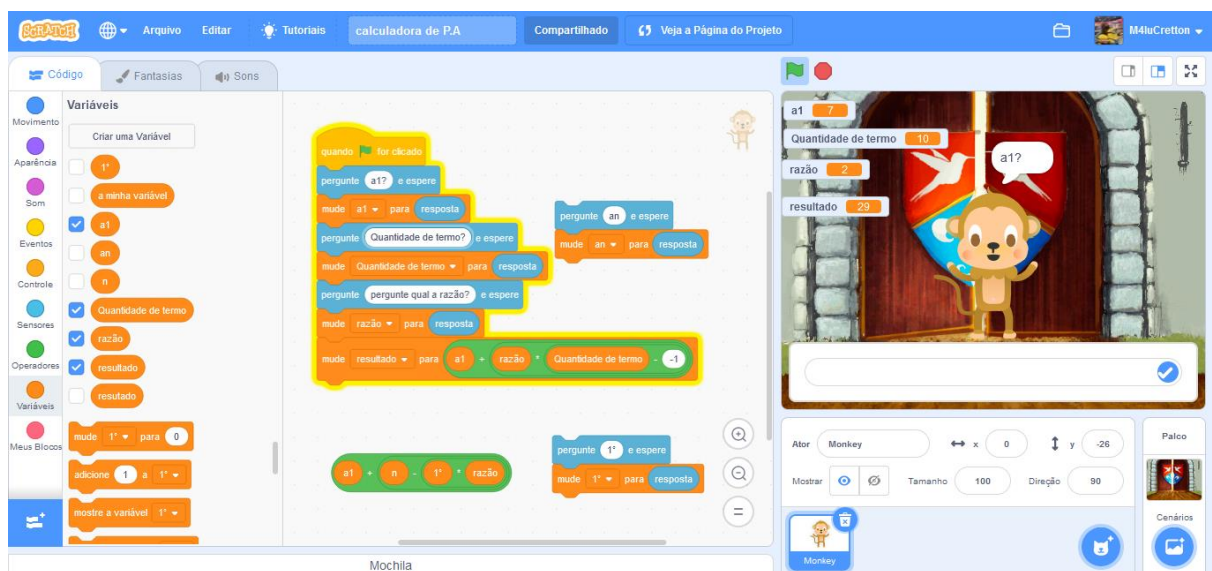 SCRATCH Arquivo Editar Tutoriais calculadora de P.A Compartilhado Veja a Página do Projeto M4luCretton
Código Fantasias Sons
Movimento
Aparência
Som
Eventos
Controle
Sensores
Operadores
Variáveis
Meus Blocos
Variáveis
Criar uma Variável
1°
a minha variável
a1
an
n
Quantidade de termo
razão
resultado
resutado
mude 1° para 0
adicione 1 a 1°
mostre a variável 1°
quando for clicado
pergunte a1? e espere
mude a1 para resposta
pergunte Quantidade de termo? e espere
mude Quantidade de termo para resposta
pergunte pergunte qual a razão? e espere
mude razão para resposta
mude resultado para a1 + razão * Quantidade de termo - -1
pergunte an e espere
mude an para resposta
a1 + n - 1° * razão
pergunte 1° e espere
mude 1° para resposta
Mochila
a1 7
Quantidade de termo 10
razão 2
resultado 29
a1?
Ator Monkey x 0 y -26
Mostrar Tamanho 100 Direção 90
Monkey
Palco
Cenários